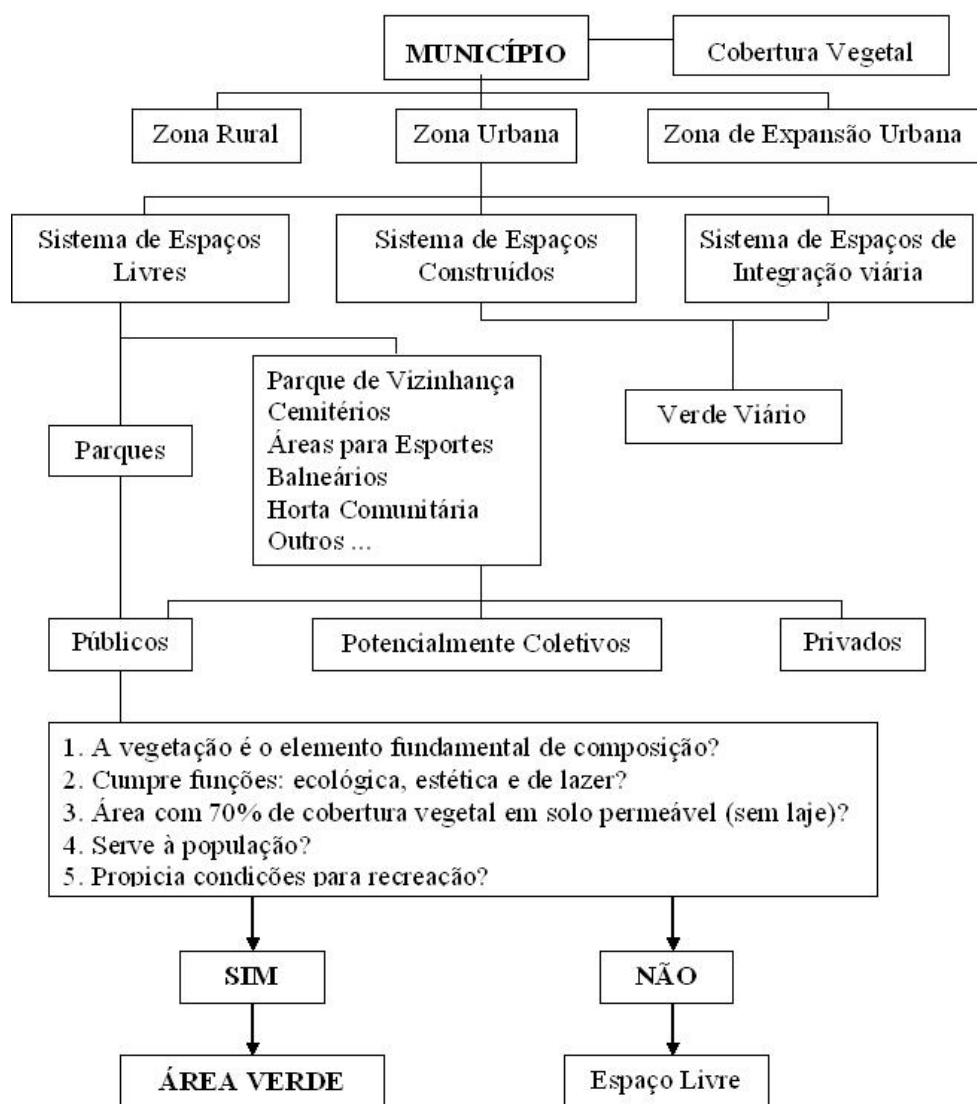 MUNICÍPIO
Cobertura Vegetal
Zona Rural
Zona Urbana
Zona de Expansão Urbana
Sistema de Espaços
Livres
Sistema de Espaços
Construídos
Sistema de Espaços de
Integração viária
Parques
Parque de Vizinhança
Cemitérios
Áreas para Esportes
Balneários
Horta Comunitária
Outros ...
Verde Viário
Públicos
Potencialmente Coletivos
Privados
1. A vegetação é o elemento fundamental de composição?
2. Cumpre funções: ecológica, estética e de lazer?
3. Área com 70% de cobertura vegetal em solo permeável (sem laje)?
4. Serve à população?
5. Propicia condições para recreação?
SIM
NÃO
ÁREA VERDE
Espaço Livre